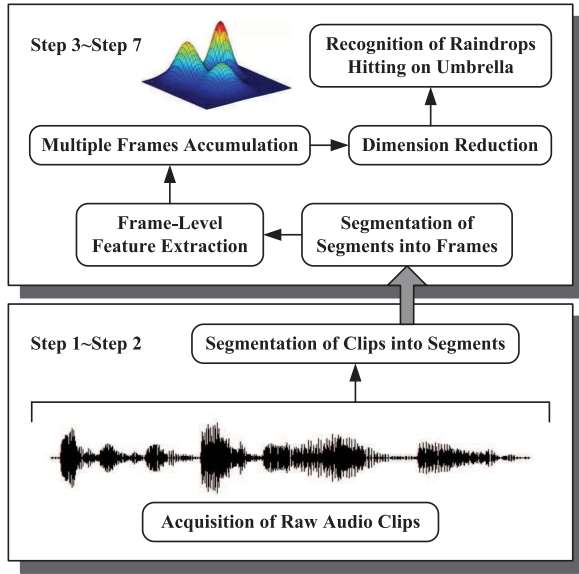 Step 3~Step 7
Recognition of Raindrops
Hitting on Umbrella
Multiple Frames Accumulation
Dimension Reduction
Frame-Level
Feature Extraction
Segmentation of
Segments into Frames
Step 1~Step 2
Segmentation of Clips into Segments
Acquisition of Raw Audio Clips